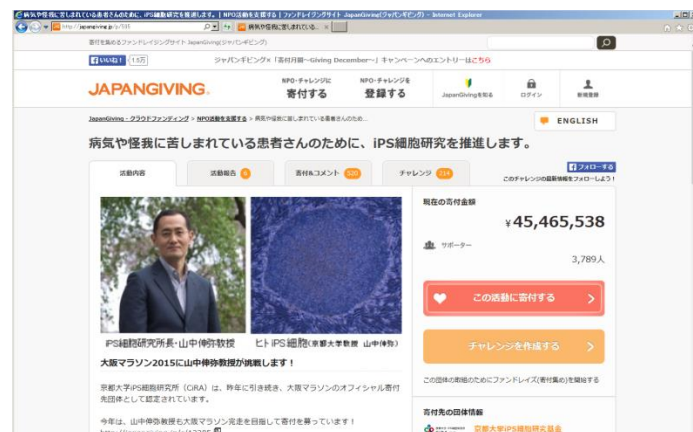 病気や怪我に苦しまれている患者さんのために、iPS細胞研究を推進します。 | NPO活動を支援する | ファンドレイジングサイト JapanGiving(ジャパンギビング) - Internet Explorer
病気や怪我に苦しまれている...
寄付を集めるファンドレイジングサイト JapanGiving(ジャパンギビング)
いいね! 1.5万
ジャパンギビング×「寄付月間~Giving December~」キャンペーンへのエントリーはこちら
JAPANGIVING
NPO・チャレンジに
寄付する
NPO・チャレンジを
登録する
JapanGivingを知る
ログイン
新規登録
JapanGiving・クラウドファンディング > NPO活動を支援する > 病気や怪我に苦しまれている患者さんのため...
ENGLISH
病気や怪我に苦しまれている患者さんのために、iPS細胞研究を推進します。
活動内容
活動報告
寄付&コメント
チャレンジ
フォローする
このチャレンジの最新情報をフォローしよう!
現在の寄付金額
¥45,465,538
サポーター
3,789人
この活動に寄付する
チャレンジを作成する
この団体の取組のためにファンドレイズ(寄付集め)を開始する
寄付先の団体情報
京都大学iPS細胞研究基金
iPS細胞研究所長・山中伸弥教授
ヒトiPS細胞(京都大学教授 山中伸弥)
大阪マラソン2015に山中伸弥教授が挑戦します!
京都大学iPS細胞研究所(CiRA)は、昨年に引き続き、大阪マラソンのオフィシャル寄付
先団体として認定されています。
今年は、山中伸弥教授も大阪マラソン完走を目指して寄付を募っています!